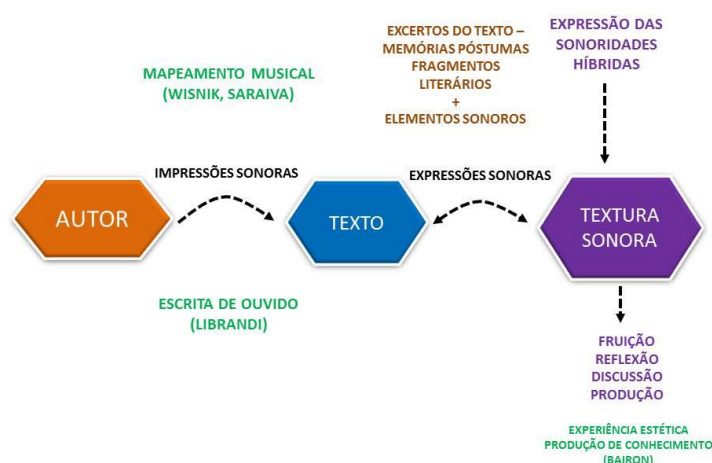 EXCERTOS DO TEXTO –
MEMÓRIAS PÓSTUMAS
FRAGMENTOS
LITERÁRIOS
+
ELEMENTOS SONOROS
EXPRESSÃO DAS
SONORIDADES
HÍBRIDAS
MAPEAMENTO MUSICAL
(WISNIK, SARAIVA)
IMPRESSÕES SONORAS
EXPRESSÕES SONORAS
AUTOR
TEXTO
TEXTURA
SONORA
ESCRITA DE OUVIDO
(LIBRANDI)
FRUIÇÃO
REFLEXÃO
DISCUSSÃO
PRODUÇÃO
EXPERIÊNCIA ESTÉTICA
PRODUÇÃO DE CONHECIMENTO
(BAIRON)